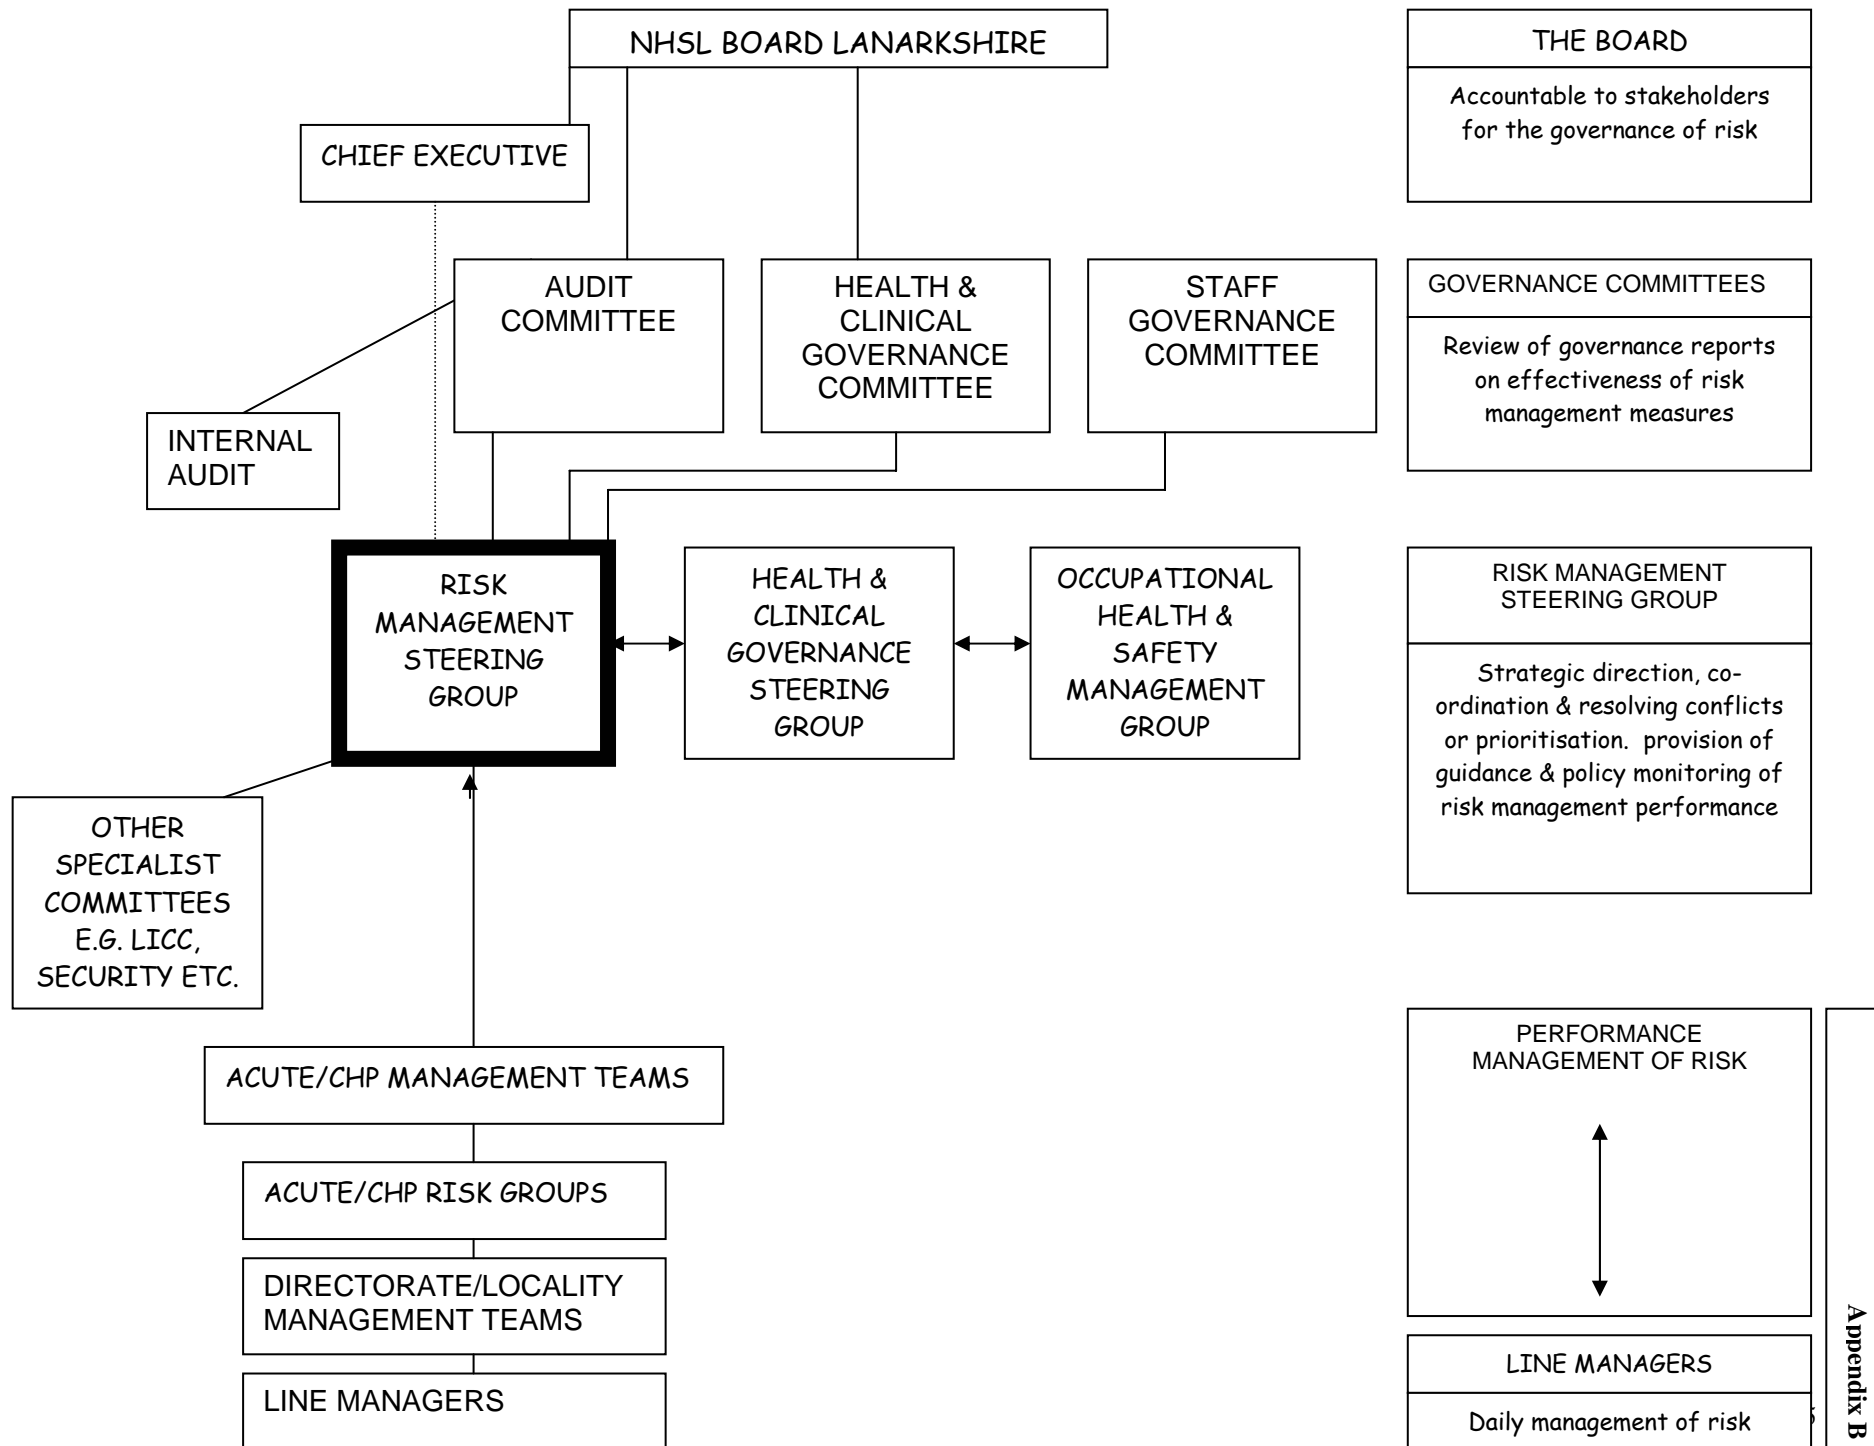 NHSL BOARD LANARKSHIRE
THE BOARD
Accountable to stakeholders
for the governance of risk
CHIEF EXECUTIVE
AUDIT
COMMITTEE
HEALTH &
CLINICAL
GOVERNANCE
COMMITTEE
STAFF
GOVERNANCE
COMMITTEE
GOVERNANCE COMMITTEES
Review of governance reports
on effectiveness of risk
management measures
INTERNAL
AUDIT
RISK
MANAGEMENT
STEERING
GROUP
HEALTH &
CLINICAL
GOVERNANCE
STEERING
GROUP
OCCUPATIONAL
HEALTH &
SAFETY
MANAGEMENT
GROUP
RISK MANAGEMENT
STEERING GROUP
Strategic direction, co-
ordination & resolving conflicts
or prioritisation. provision of
guidance & policy monitoring of
risk management performance
OTHER
SPECIALIST
COMMITTEES
E.G. LICC,
SECURITY ETC.
ACUTE/CHP MANAGEMENT TEAMS
ACUTE/CHP RISK GROUPS
DIRECTORATE/LOCALITY
MANAGEMENT TEAMS
LINE MANAGERS
PERFORMANCE
MANAGEMENT OF RISK
LINE MANAGERS
Daily management of risk
Appendix B